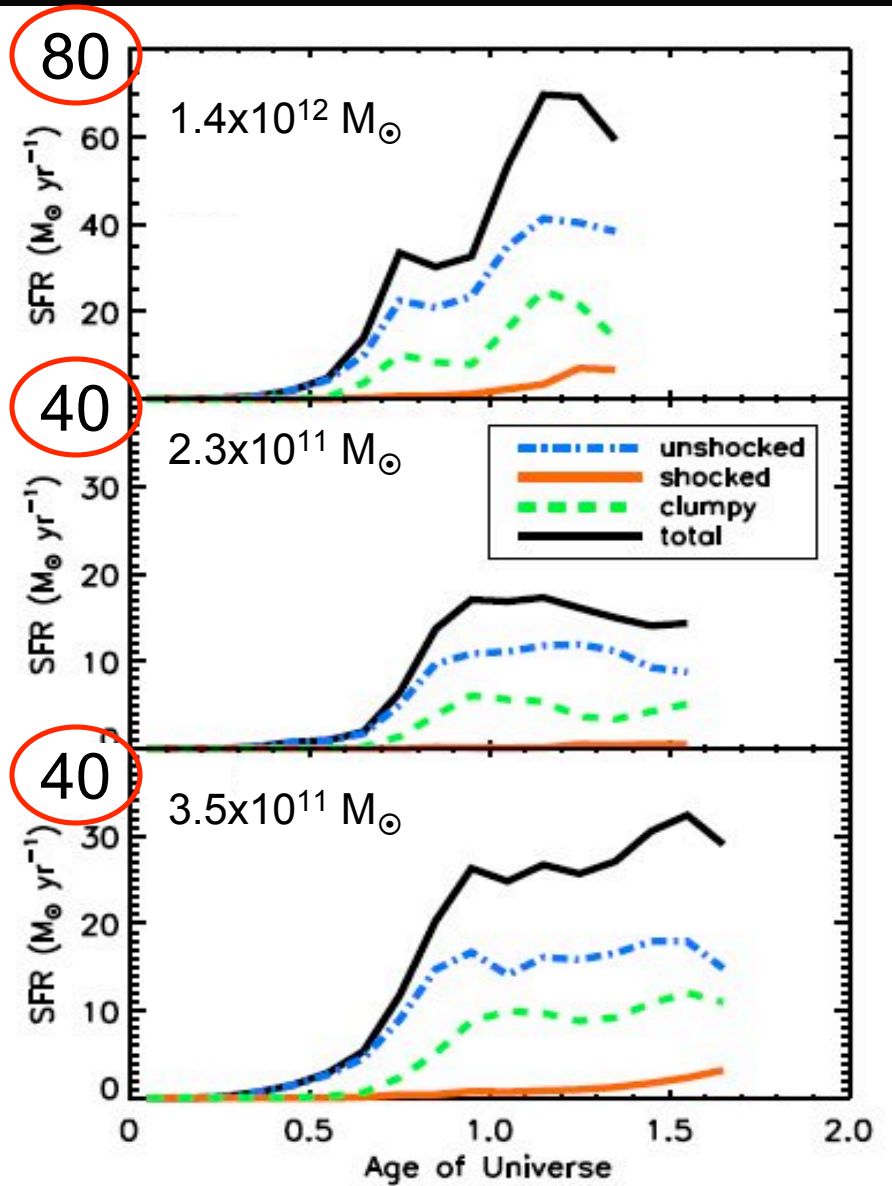 80
1.4x10¹² M☉
60
40
20
SFR (M☉ yr⁻¹)
40
2.3x10¹¹ M☉
30
20
10
0
SFR (M☉ yr⁻¹)
unshocked
shocked
clumpy
total
40
3.5x10¹¹ M☉
30
20
10
0
SFR (M☉ yr⁻¹)
0 0.5 1.0 1.5 2.0
Age of Universe